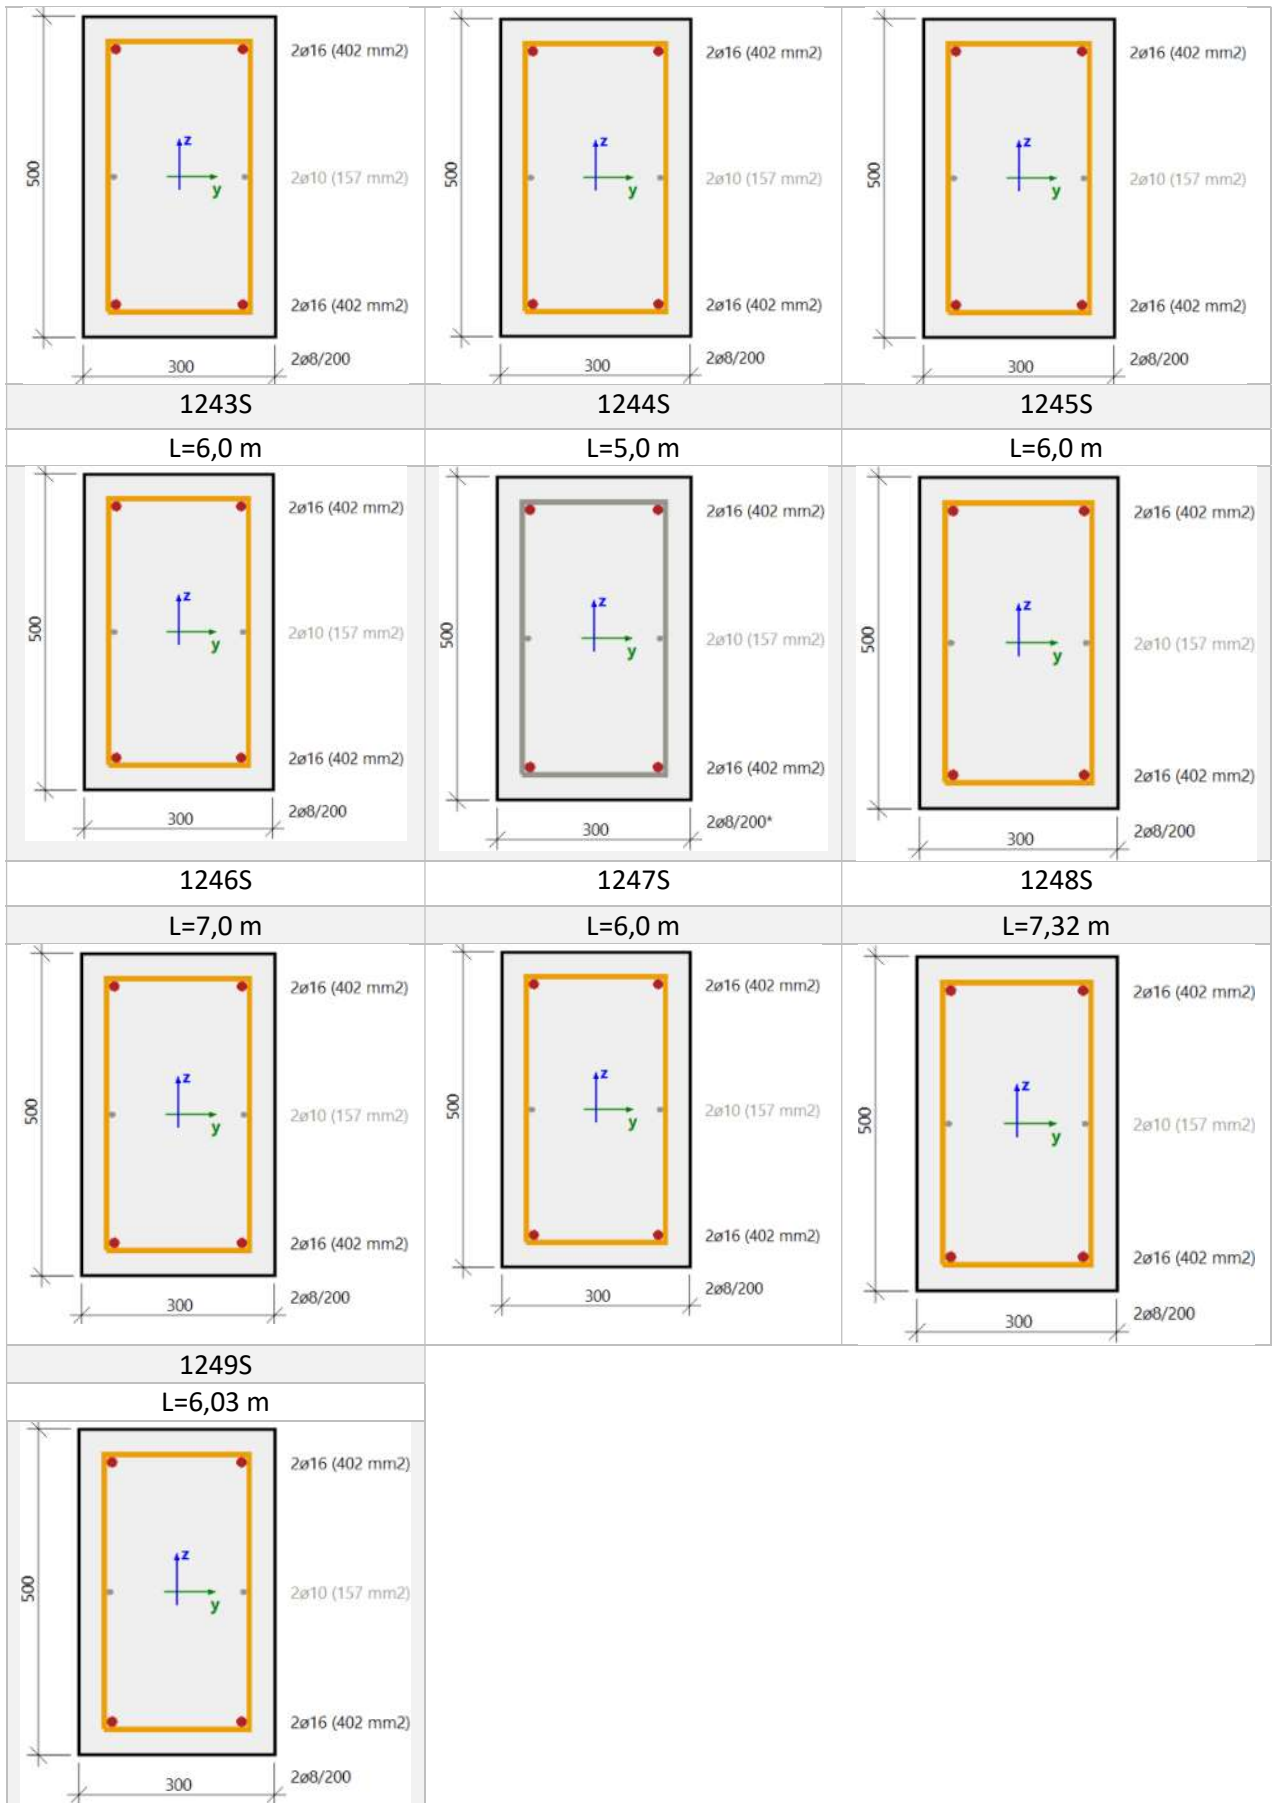 2ø16 (402 mm2)
z
500
2ø10 (157 mm2)
y
2ø16 (402 mm2)
300
2ø8/200
2ø16 (402 mm2)
z
500
2ø10 (157 mm2)
y
2ø16 (402 mm2)
300
2ø8/200
2ø16 (402 mm2)
z
500
2ø10 (157 mm2)
y
2ø16 (402 mm2)
300
2ø8/200
1243S
1244S
1245S
L=6,0 m
L=5,0 m
L=6,0 m
2ø16 (402 mm2)
z
500
2ø10 (157 mm2)
y
2ø16 (402 mm2)
300
2ø8/200
2ø16 (402 mm2)
z
500
2ø10 (157 mm2)
y
2ø16 (402 mm2)
300
2ø8/200*
2ø16 (402 mm2)
z
500
2ø10 (157 mm2)
y
2ø16 (402 mm2)
300
2ø8/200
1246S
1247S
1248S
L=7,0 m
L=6,0 m
L=7,32 m
2ø16 (402 mm2)
z
500
2ø10 (157 mm2)
y
2ø16 (402 mm2)
300
2ø8/200
2ø16 (402 mm2)
z
500
2ø10 (157 mm2)
y
2ø16 (402 mm2)
300
2ø8/200
2ø16 (402 mm2)
z
500
2ø10 (157 mm2)
y
2ø16 (402 mm2)
300
2ø8/200
1249S
L=6,03 m
2ø16 (402 mm2)
z
500
2ø10 (157 mm2)
y
2ø16 (402 mm2)
300
2ø8/200